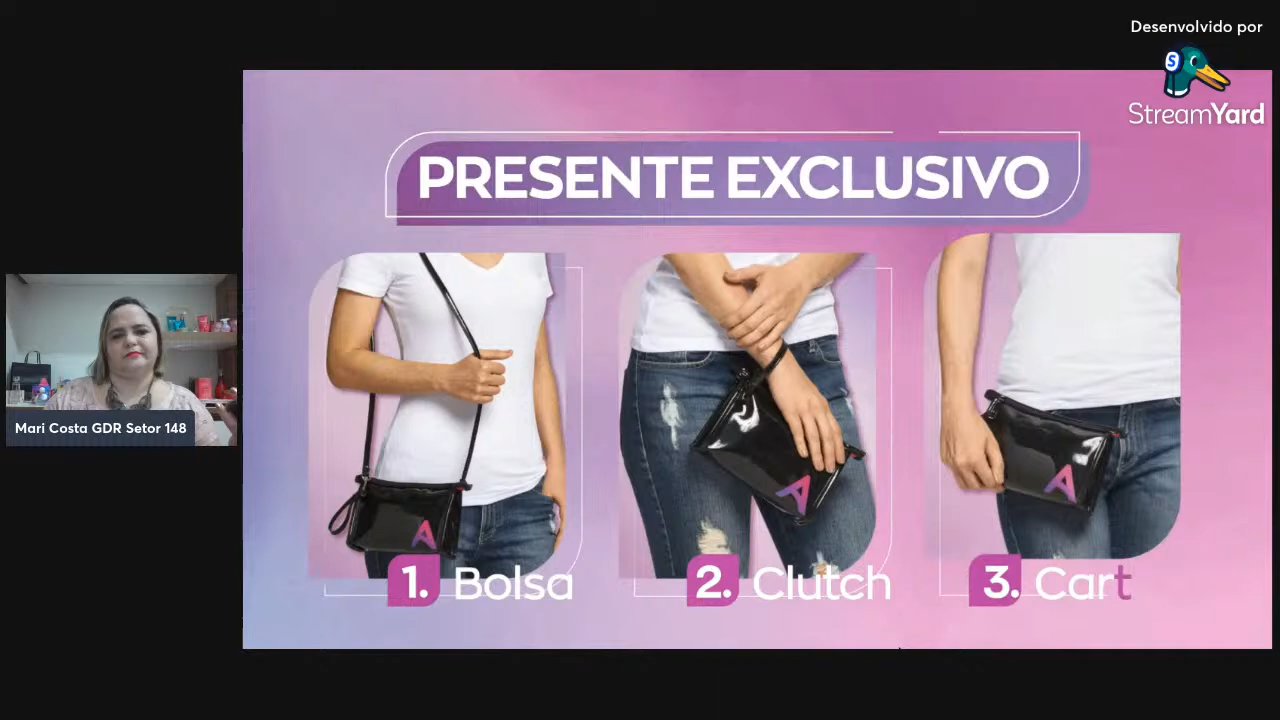 Desenvolvido por
StreamYard
PRESENTE EXCLUSIVO
Mari Costa GDR Setor 148
1. Bolsa
2. Clutch
3. Cart